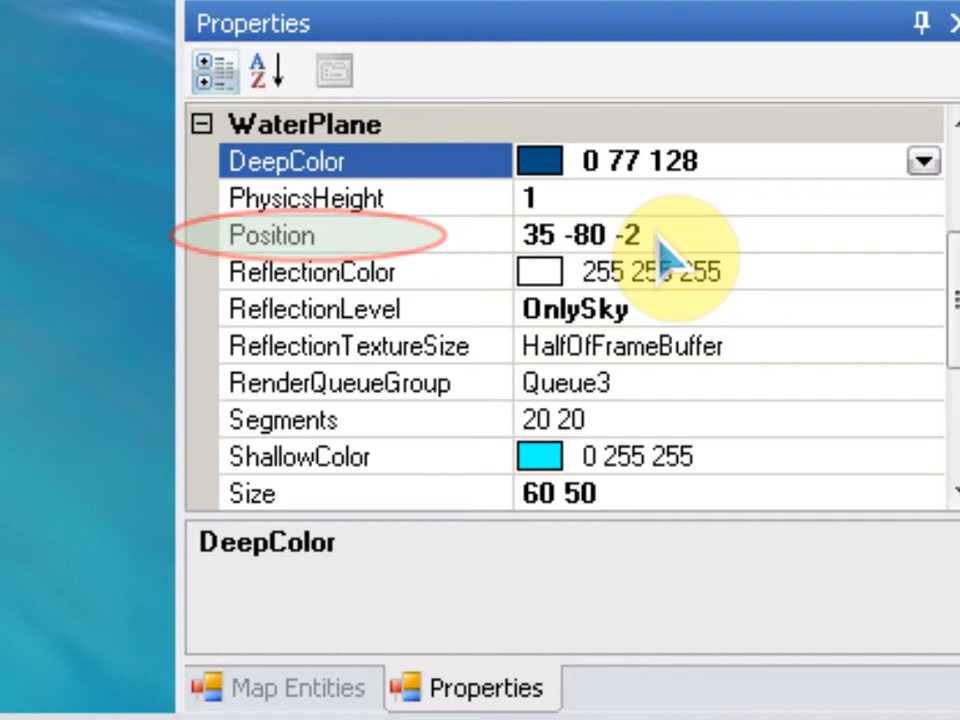 Properties
A
Z
WaterPlane
DeepColor 0 77 128
PhysicsHeight 1
Position 35 -80 -2
ReflectionColor 255 255 255
ReflectionLevel OnlySky
ReflectionTextureSize HalfOfFrameBuffer
RenderQueueGroup Queue3
Segments 20 20
ShallowColor 0 255 255
Size 60 50
DeepColor
Map Entities Properties